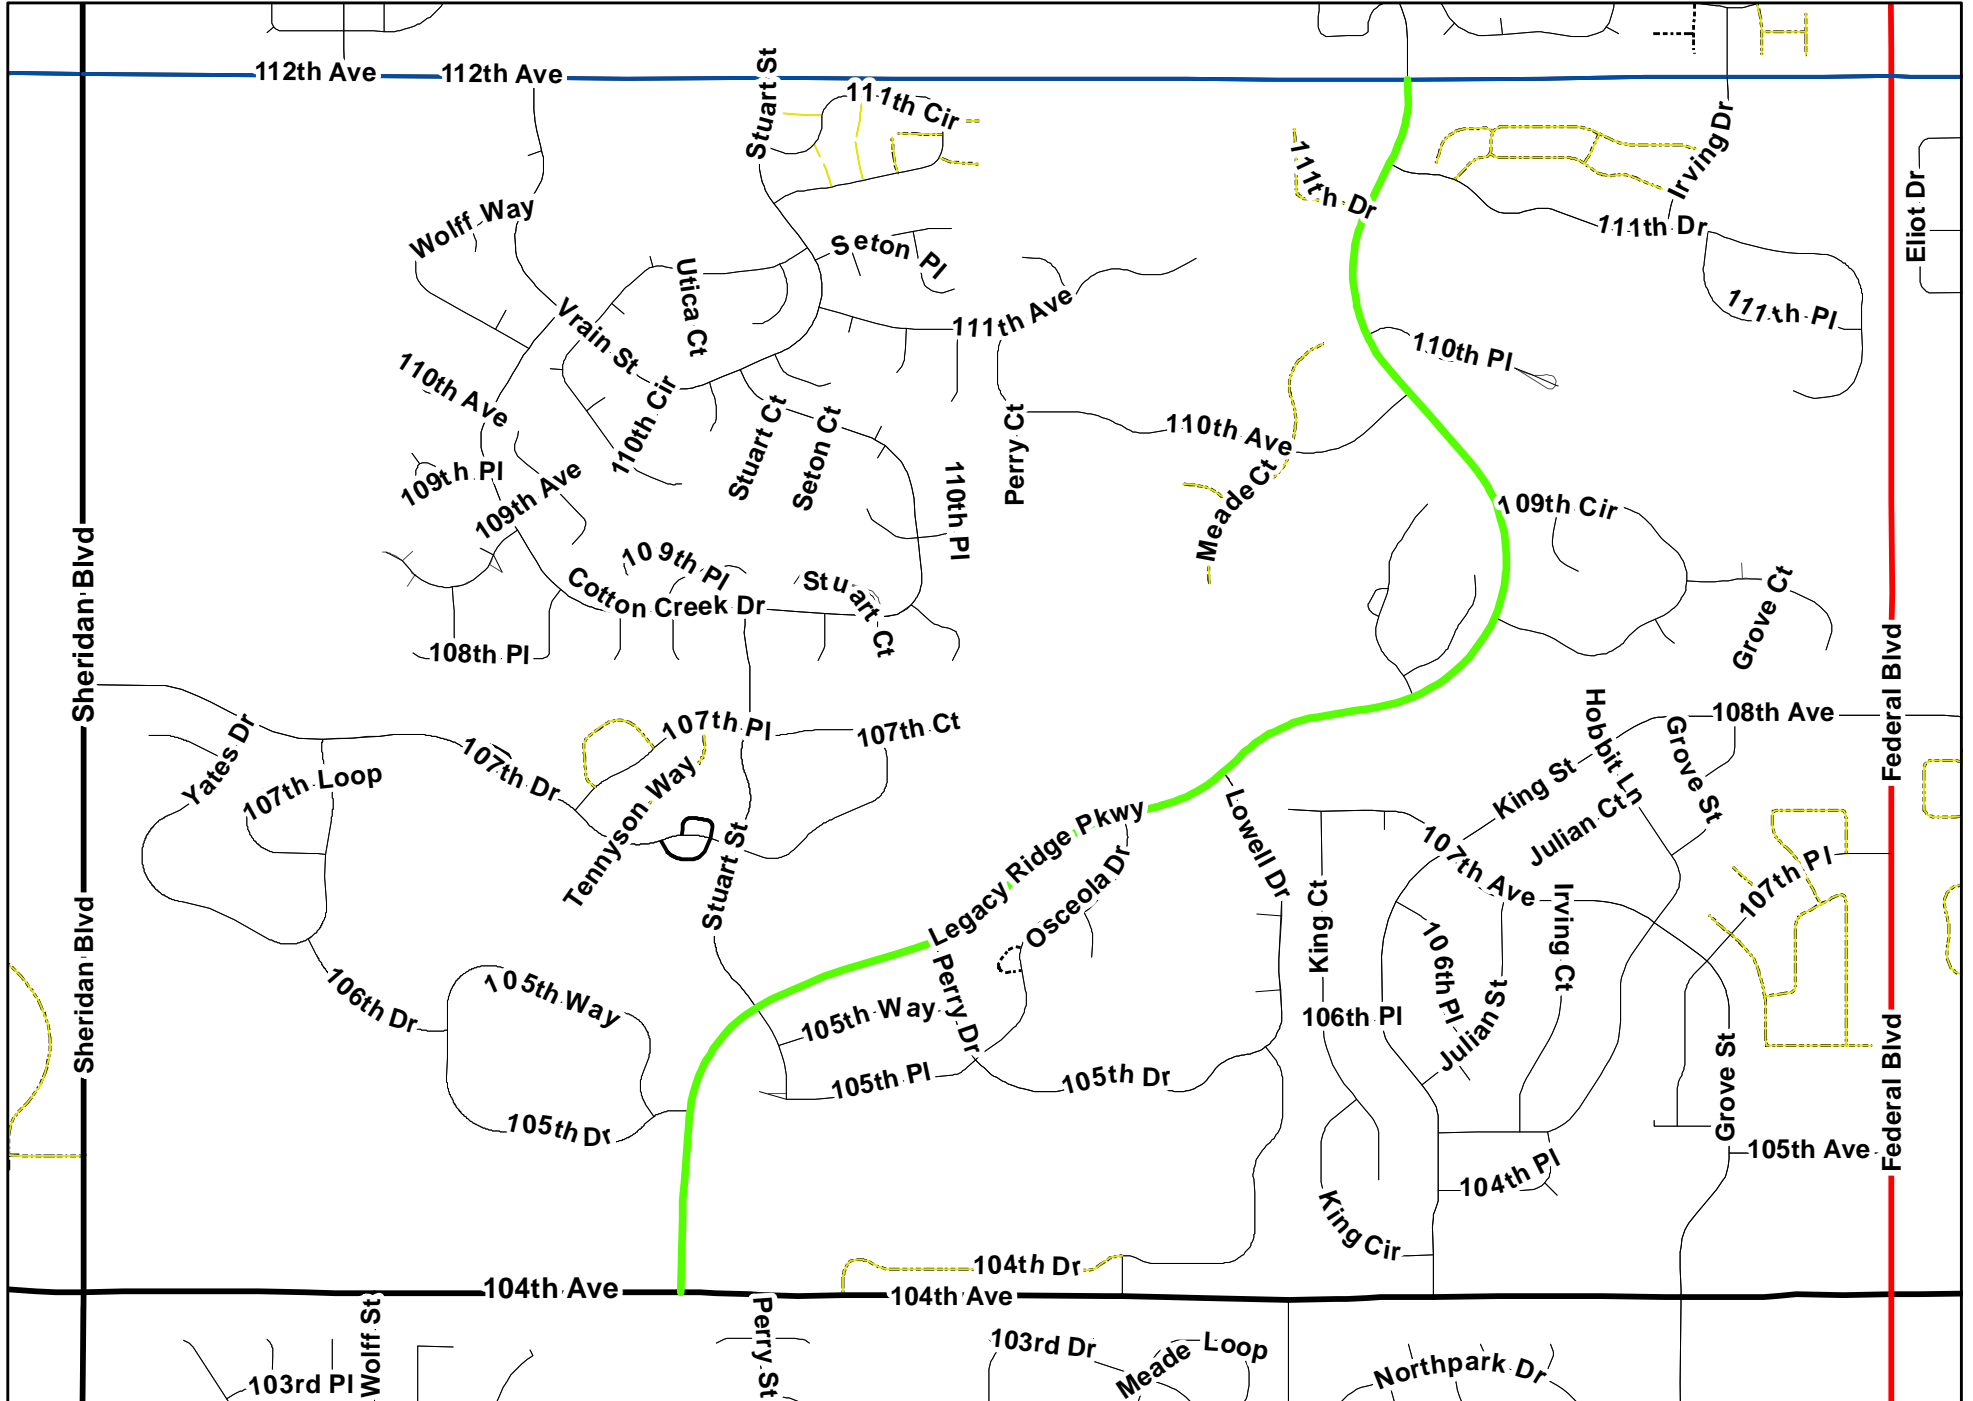 112th Ave
112th Ave
Stuart St
111th Cir
111th Dr
Irving Dr
111th Dr
Eliot Dr
Wolff Way
Seton Pl
Utica Ct
111th Ave
111th Pl
Vrain St
110th Pl
110th Ave
110th Cir
Stuart Ct
Seton Ct
Perry Ct
110th Ave
109th Pl
109th Ave
110th Pl
Meade Ct
109th Cir
Sheridan Blvd
109th Pl
Cotton Creek Dr
Stuart Ct
Grove Ct
108th Pl
Federal Blvd
Yates Dr
107th Dr
107th Pl
107th Ct
Hobbit Ln
Grove St
108th Ave
107th Loop
Tennyson Way
King St
Julian Ct
Legacy Ridge Pkwy
Lowell Dr
Stuart St
Osceola Dr
107th Ave
107th Pl
Sheridan Blvd
King Ct
Irving Ct
106th Dr
105th Way
105th Way
Perry Dr
106th Pl
106th Pl
Julian St
Grove St
Federal Blvd
105th Pl
105th Dr
105th Dr
105th Ave
104th Pl
King Cir
104th Dr
104th Ave
104th Ave
Wolff St
Perry St
103rd Pl
103rd Dr
Meade Loop
Northpark Dr